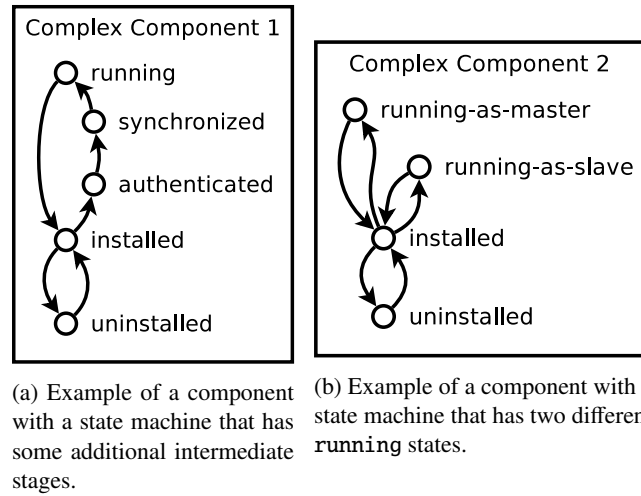 Complex Component 1
running
synchronized
authenticated
installed
uninstalled
(a) Example of a component
with a state machine that has
some additional intermediate
stages.
Complex Component 2
running-as-master
running-as-slave
installed
uninstalled
(b) Example of a component with
state machine that has two differen
running states.